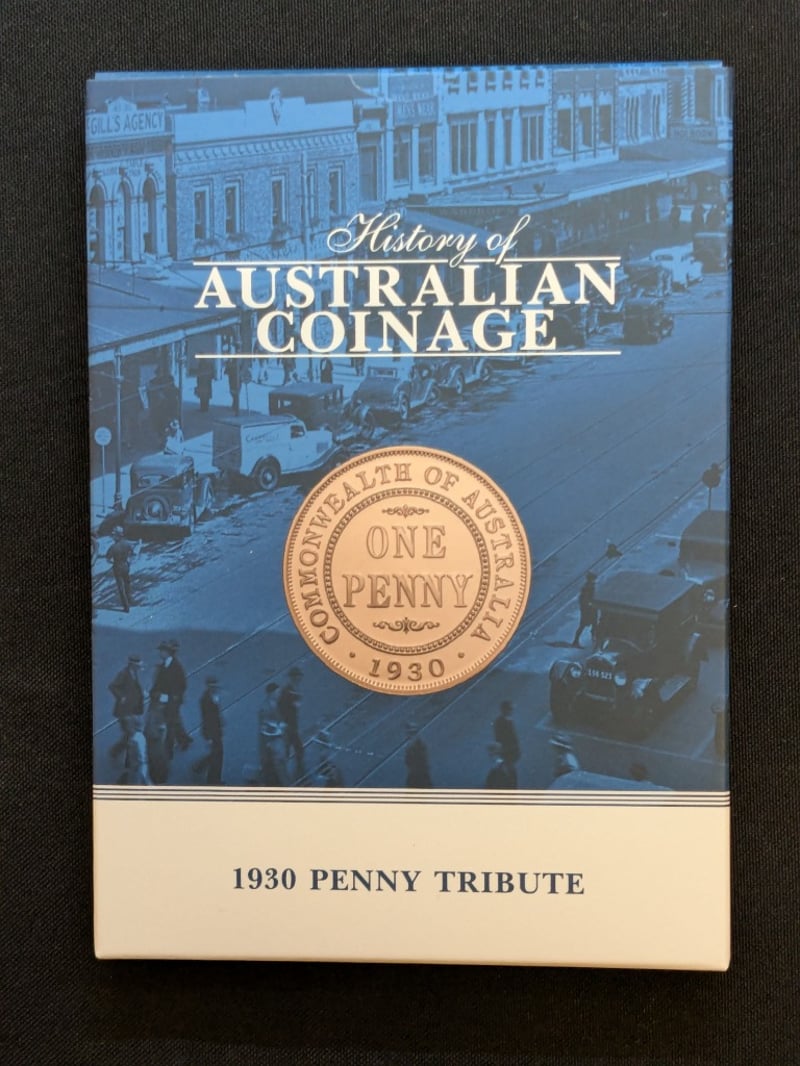 GILL'S AGENCY
History of
AUSTRALIAN
COINAGE
COMMONWEALTH OF AUSTRALIA
ONE
PENNY
1930
1930 PENNY TRIBUTE